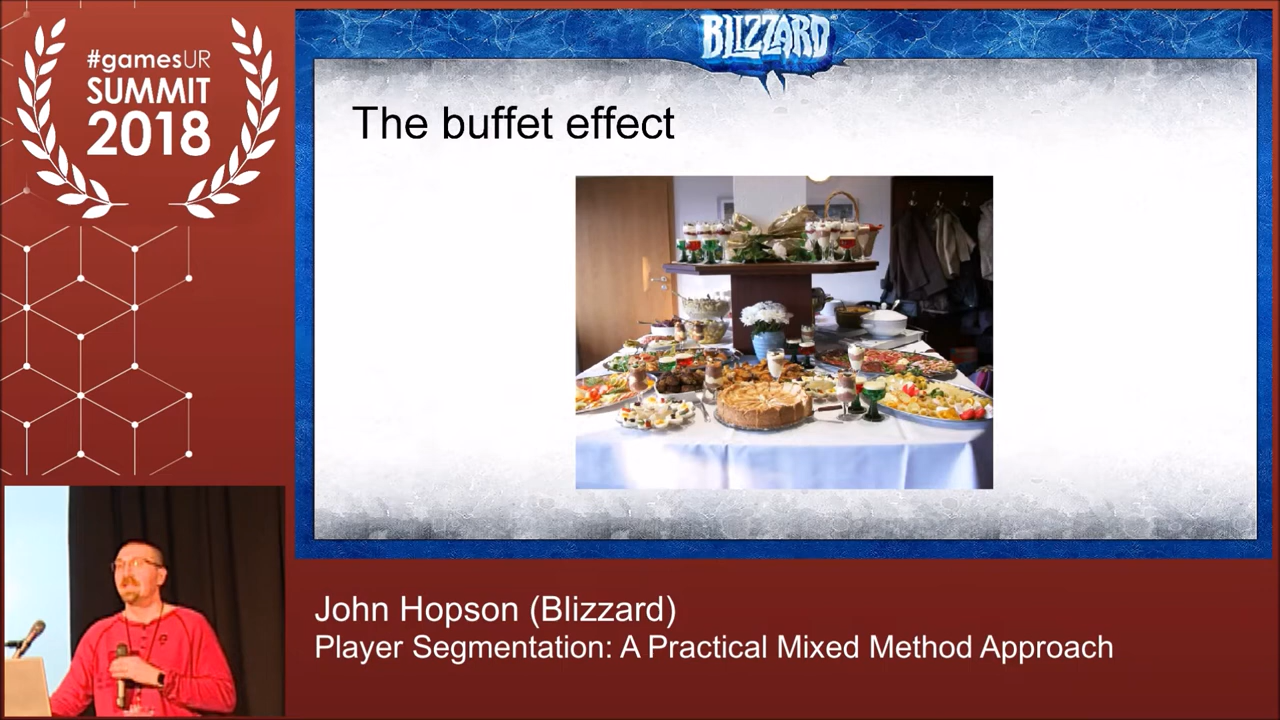 #gamesUR
SUMMIT
2018
BLIZZARD
The buffet effect
John Hopson (Blizzard)
Player Segmentation: A Practical Mixed Method Approach